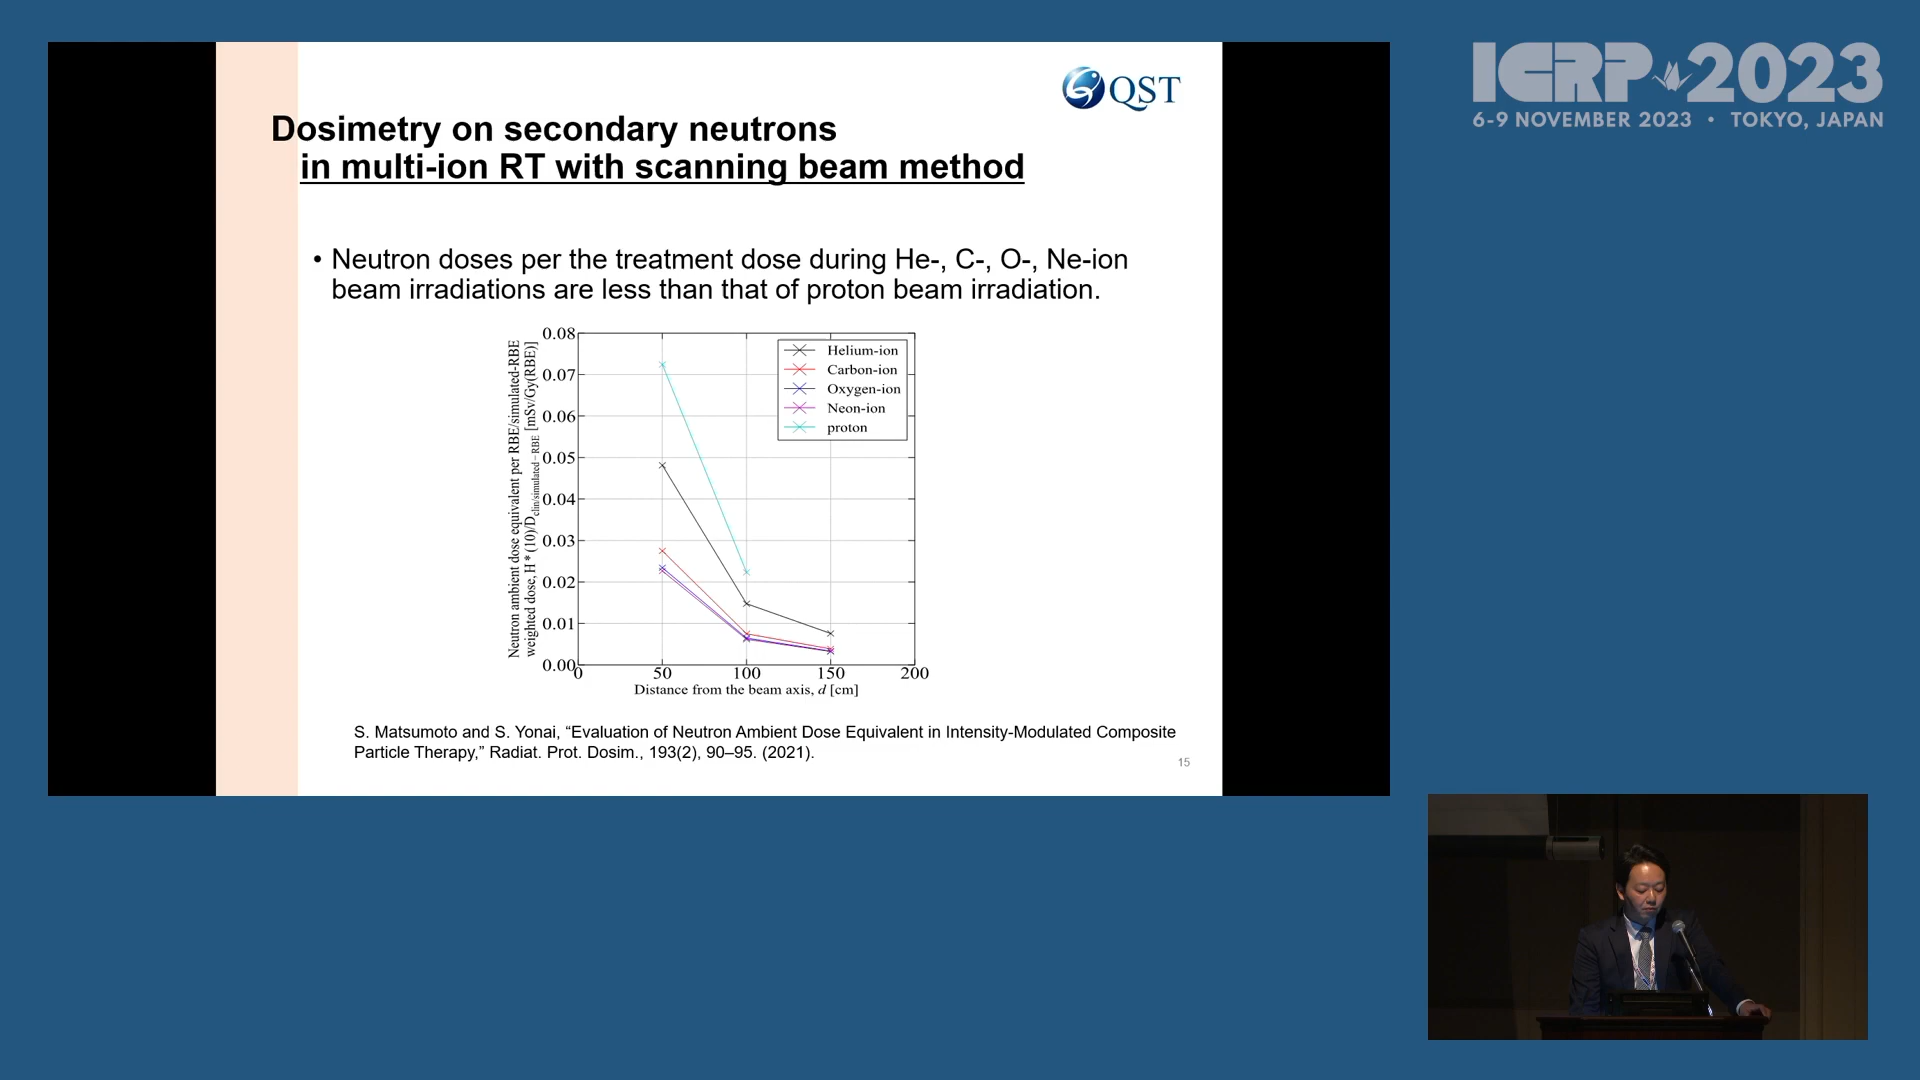 ICRP 2023
6-9 NOVEMBER 2023 • TOKYO, JAPAN
QST
Dosimetry on secondary neutrons
in multi-ion RT with scanning beam method
• Neutron doses per the treatment dose during He-, C-, O-, Ne-ion
beam irradiations are less than that of proton beam irradiation.
Neutron ambient dose equivalent per RBE/simulated-RBE
weighted dose, H * (10)/D clin/simulated-RBE [mSv/Gy(RBE)]
0.08
0.07
0.06
0.05
0.04
0.03
0.02
0.01
0.00
Helium-ion
Carbon-ion
Oxygen-ion
Neon-ion
proton
0 50 100 150 200
Distance from the beam axis, d [cm]
S. Matsumoto and S. Yonai, “Evaluation of Neutron Ambient Dose Equivalent in Intensity-Modulated Composite
Particle Therapy,” Radiat. Prot. Dosim., 193(2), 90–95. (2021).
15